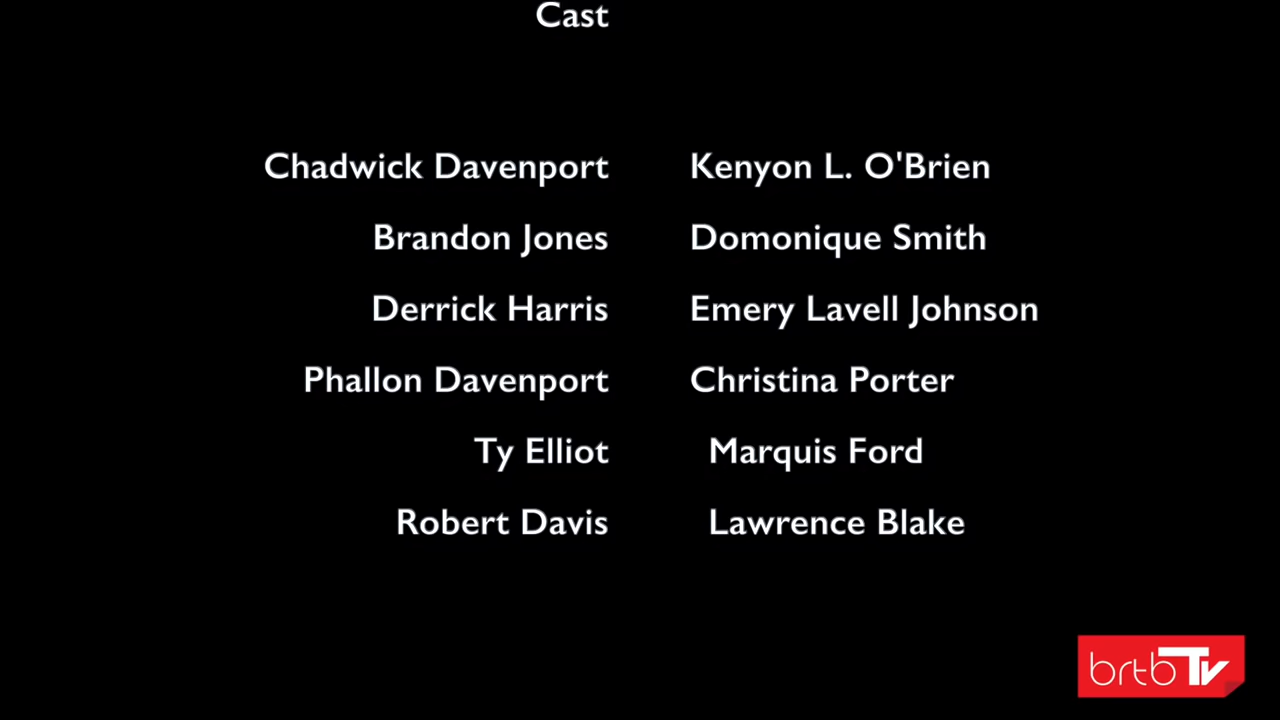 Cast
Chadwick Davenport Kenyon L. O'Brien
Brandon Jones Domonique Smith
Derrick Harris Emery Lavell Johnson
Phallon Davenport Christina Porter
Ty Elliot Marquis Ford
Robert Davis Lawrence Blake
brtbTv